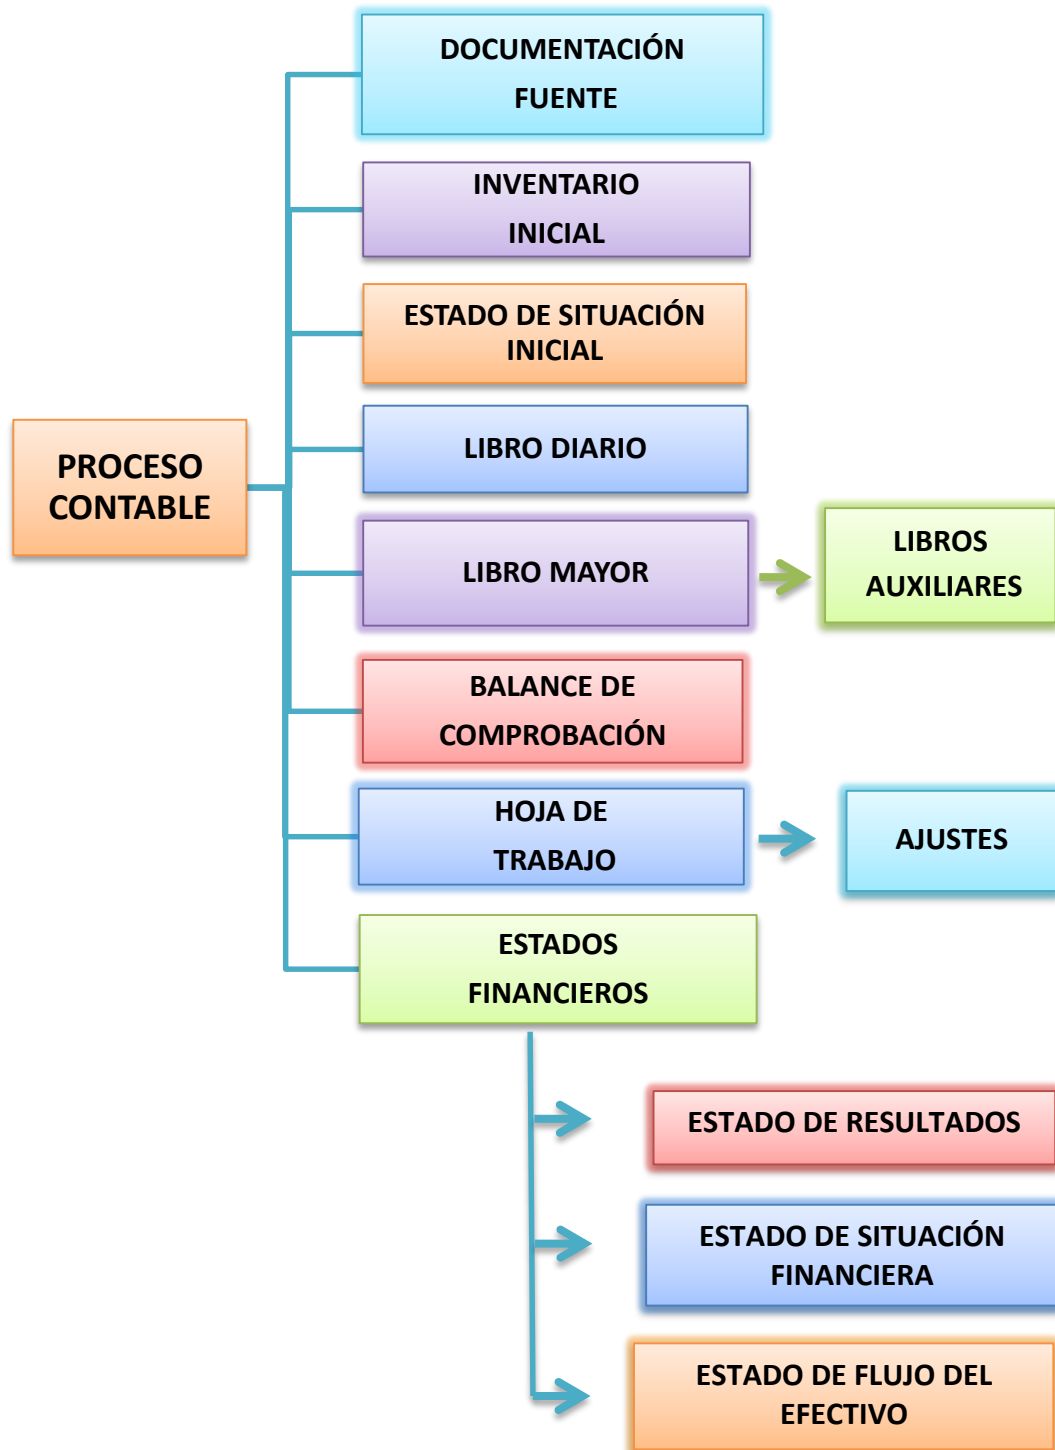 DOCUMENTACIÓN
FUENTE
INVENTARIO
INICIAL
ESTADO DE SITUACIÓN
INICIAL
LIBRO DIARIO
PROCESO
CONTABLE
LIBRO MAYOR
LIBROS
AUXILIARES
BALANCE DE
COMPROBACIÓN
HOJA DE
TRABAJO
AJUSTES
ESTADOS
FINANCIEROS
ESTADO DE RESULTADOS
ESTADO DE SITUACIÓN
FINANCIERA
ESTADO DE FLUJO DEL
EFECTIVO